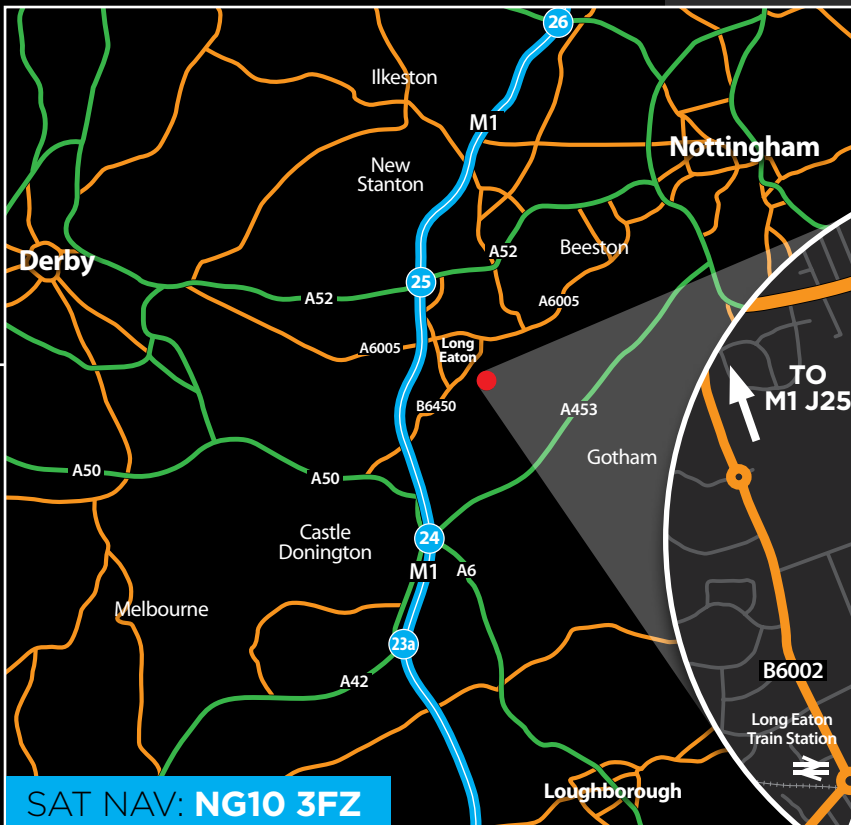 26
Ilkeston
M1
Nottingham
New
Stanton
A52
Beeston
Derby
25
A52
A6005
A6005
Long
Eaton
TO
M1 J25
B6450
A453
Gotham
A50
A50
Castle
Donington
24
M1
A6
Melbourne
23a
B6002
A42
Long Eaton
Train Station
Loughborough
SAT NAV: NG10 3FZ